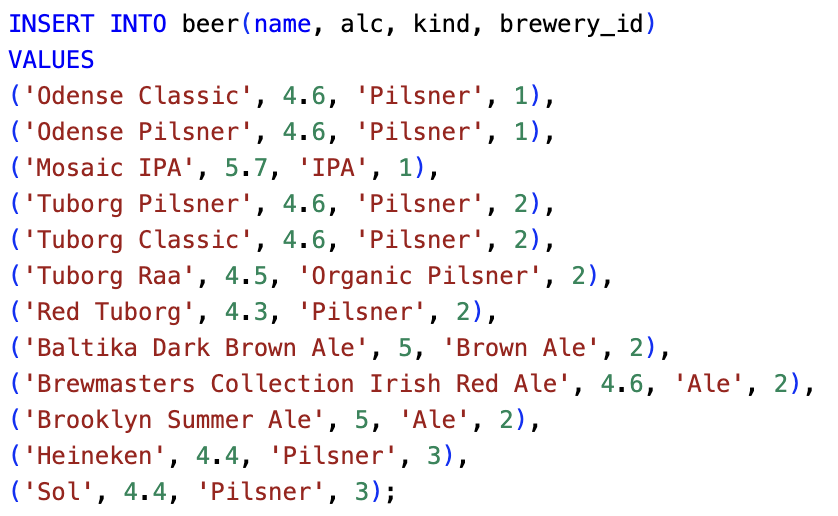 INSERT INTO beer(name, alc, kind, brewery_id)
VALUES
('Odense Classic', 4.6, 'Pilsner', 1),
('Odense Pilsner', 4.6, 'Pilsner', 1),
('Mosaic IPA', 5.7, 'IPA', 1),
('Tuborg Pilsner', 4.6, 'Pilsner', 2),
('Tuborg Classic', 4.6, 'Pilsner', 2),
('Tuborg Raa', 4.5, 'Organic Pilsner', 2),
('Red Tuborg', 4.3, 'Pilsner', 2),
('Baltika Dark Brown Ale', 5, 'Brown Ale', 2),
('Brewmasters Collection Irish Red Ale', 4.6, 'Ale', 2),
('Brooklyn Summer Ale', 5, 'Ale', 2),
('Heineken', 4.4, 'Pilsner', 3),
('Sol', 4.4, 'Pilsner', 3);